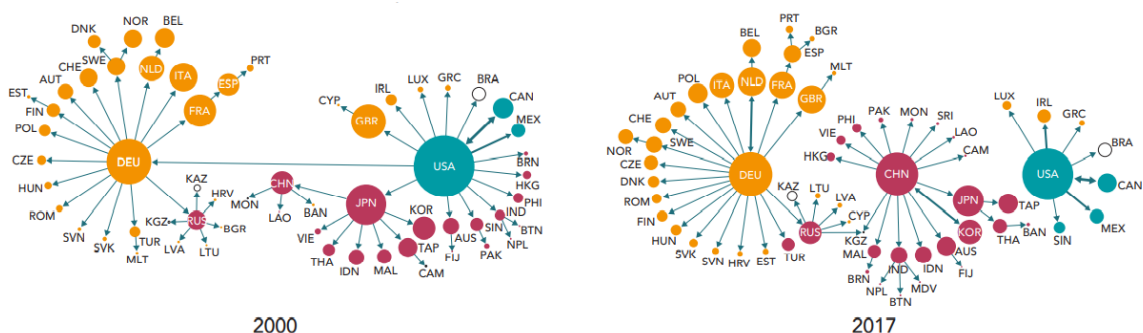 DNK
NOR
BEL
CHE
SWE
NLD
ITA
PRT
AUT
ESP
EST
FRA
FIN
POL
CZE
DEU
HUN
ROM
SVN
SVK
TUR
MLT
KAZ
HRV
KGZ
RUS
BGR
LVA
LTU
LUX
GRC
BRA
IRL
CYP
GBR
CAN
MEX
USA
BRN
HKG
PHI
CHN
MON
LAO
BAN
JPN
KOR
IND
BTN
VIE
TAP
AUS
SIN
NPL
THA
IDN
MAL
CAM
FIJ
PAK
2000
PRT
BGR
BEL
ESP
POL
ITA
NLD
FRA
MLT
AUT
GBR
CHE
NOR
SWE
CZE
DNK
DEU
ROM
FIN
HUN
SVK
SVN
HRV
EST
TUR
KAZ
LTU
LVA
CYP
RUS
KGZ
PAK
MON
PHI
SRI
VIE
LAO
HKG
CAM
CHN
JPN
TAP
KOR
THA
BAN
MAL
AUS
IND
IDN
FIJ
BRN
NPL
MDV
BTN
LUX
IRL
GRC
BRA
USA
CAN
SIN
MEX
2017